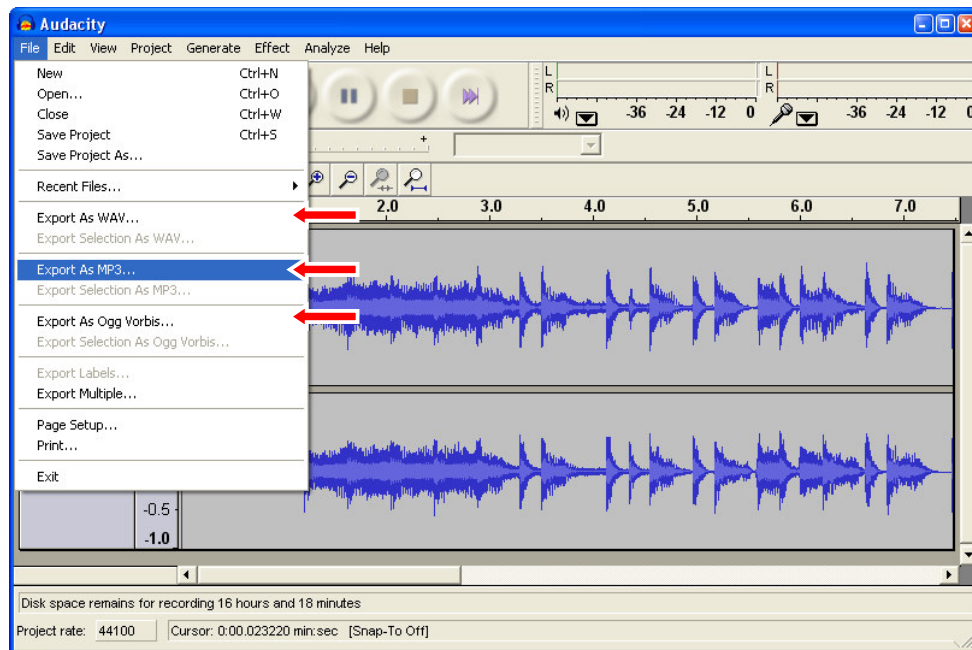 Audacity
File Edit View Project Generate Effect Analyze Help
New Ctrl+N
Open... Ctrl+O
Close Ctrl+W
Save Project Ctrl+S
Save Project As...
Recent Files...
Export As WAV...
Export Selection As WAV...
Export As MP3...
Export Selection As MP3...
Export As Ogg Vorbis...
Export Selection As Ogg Vorbis...
Export Labels...
Export Multiple...
Page Setup...
Print...
Exit
L
R
-36 -24 -12 0
L
R
-36 -24 -12
+
2.0 3.0 4.0 5.0 6.0 7.0
-0.5
-1.0
Disk space remains for recording 16 hours and 18 minutes
Project rate: 44100 Cursor: 0:00.023220 min:sec [Snap-To Off]